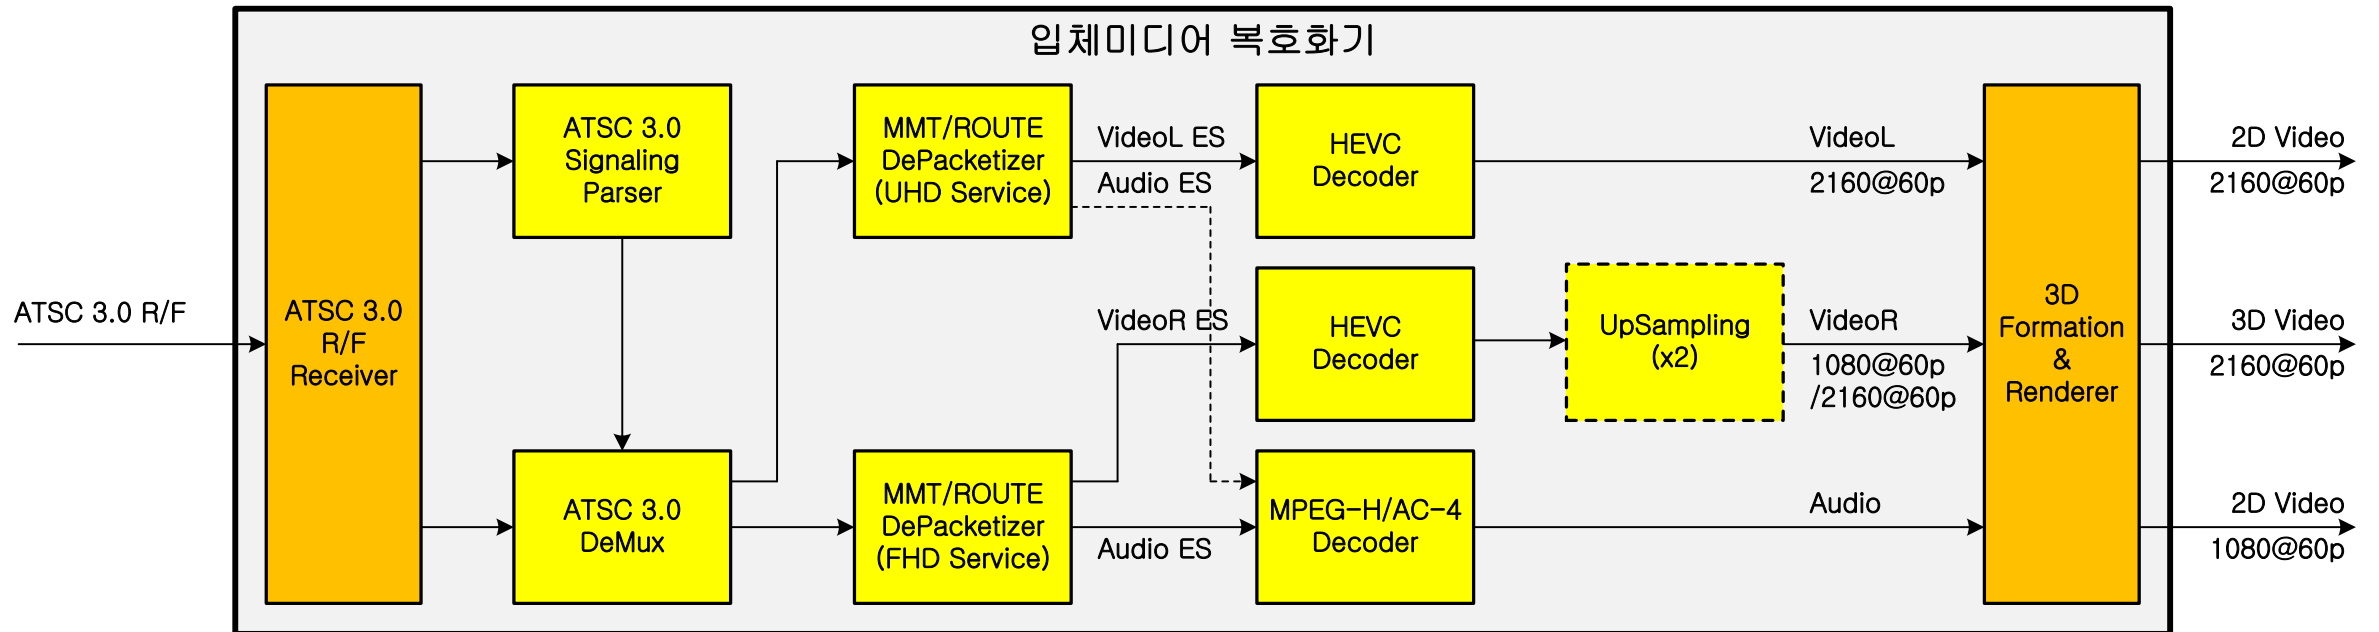 입체미디어 복호화기
ATSC 3.0 R/F
ATSC 3.0
R/F
Receiver
ATSC 3.0
Signaling
Parser
ATSC 3.0
DeMux
MMT/ROUTE
DePacketizer
(UHD Service)
MMT/ROUTE
DePacketizer
(FHD Service)
VideoL ES
Audio ES
VideoR ES
Audio ES
HEVC
Decoder
HEVC
Decoder
MPEG-H/AC-4
Decoder
UpSampling
(x2)
VideoL
2160@60p
VideoR
1080@60p
/2160@60p
Audio
3D
Formation
&
Renderer
2D Video
2160@60p
3D Video
2160@60p
2D Video
1080@60p